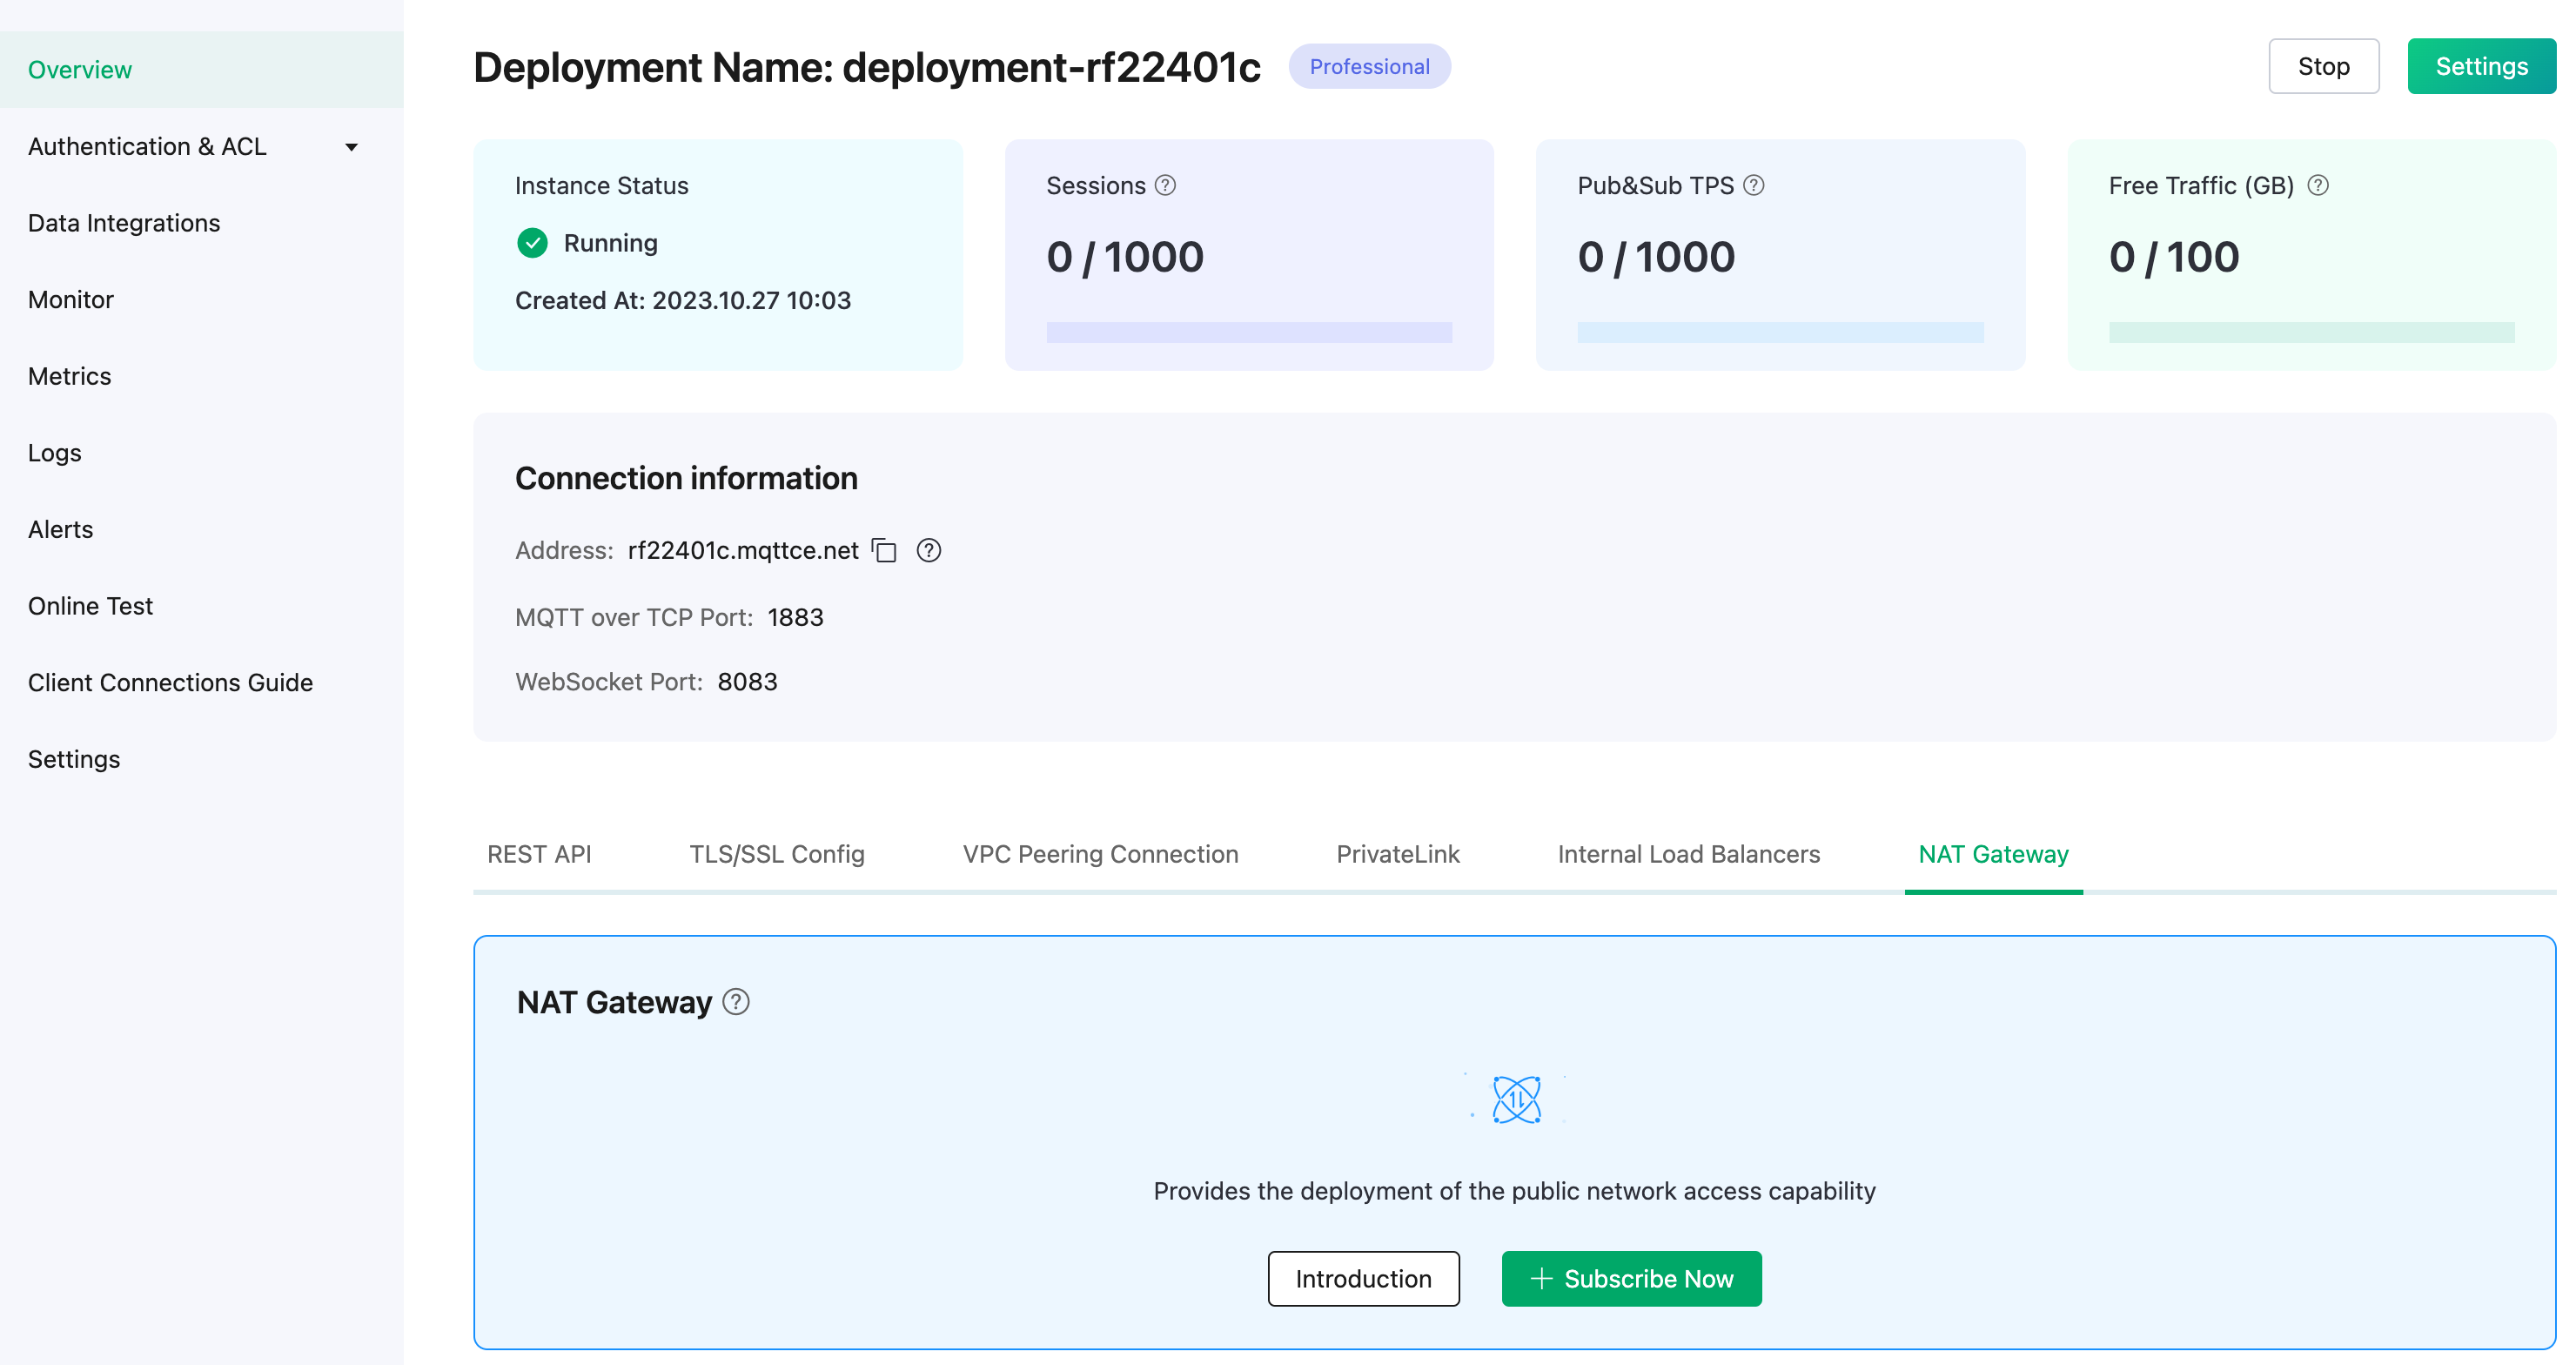 Overview
Authentication & ACL
Data Integrations
Monitor
Metrics
Logs
Alerts
Online Test
Client Connections Guide
Settings
Deployment Name: deployment-rf22401c
Professional
Stop
Settings
Instance Status
Running
Created At: 2023.10.27 10:03
Sessions
0 / 1000
Pub&Sub TPS
0 / 1000
Free Traffic (GB)
0 / 100
Connection information
Address: rf22401c.mqttce.net
MQTT over TCP Port: 1883
WebSocket Port: 8083
REST API
TLS/SSL Config
VPC Peering Connection
PrivateLink
Internal Load Balancers
NAT Gateway
NAT Gateway
Provides the deployment of the public network access capability
Introduction
+ Subscribe Now